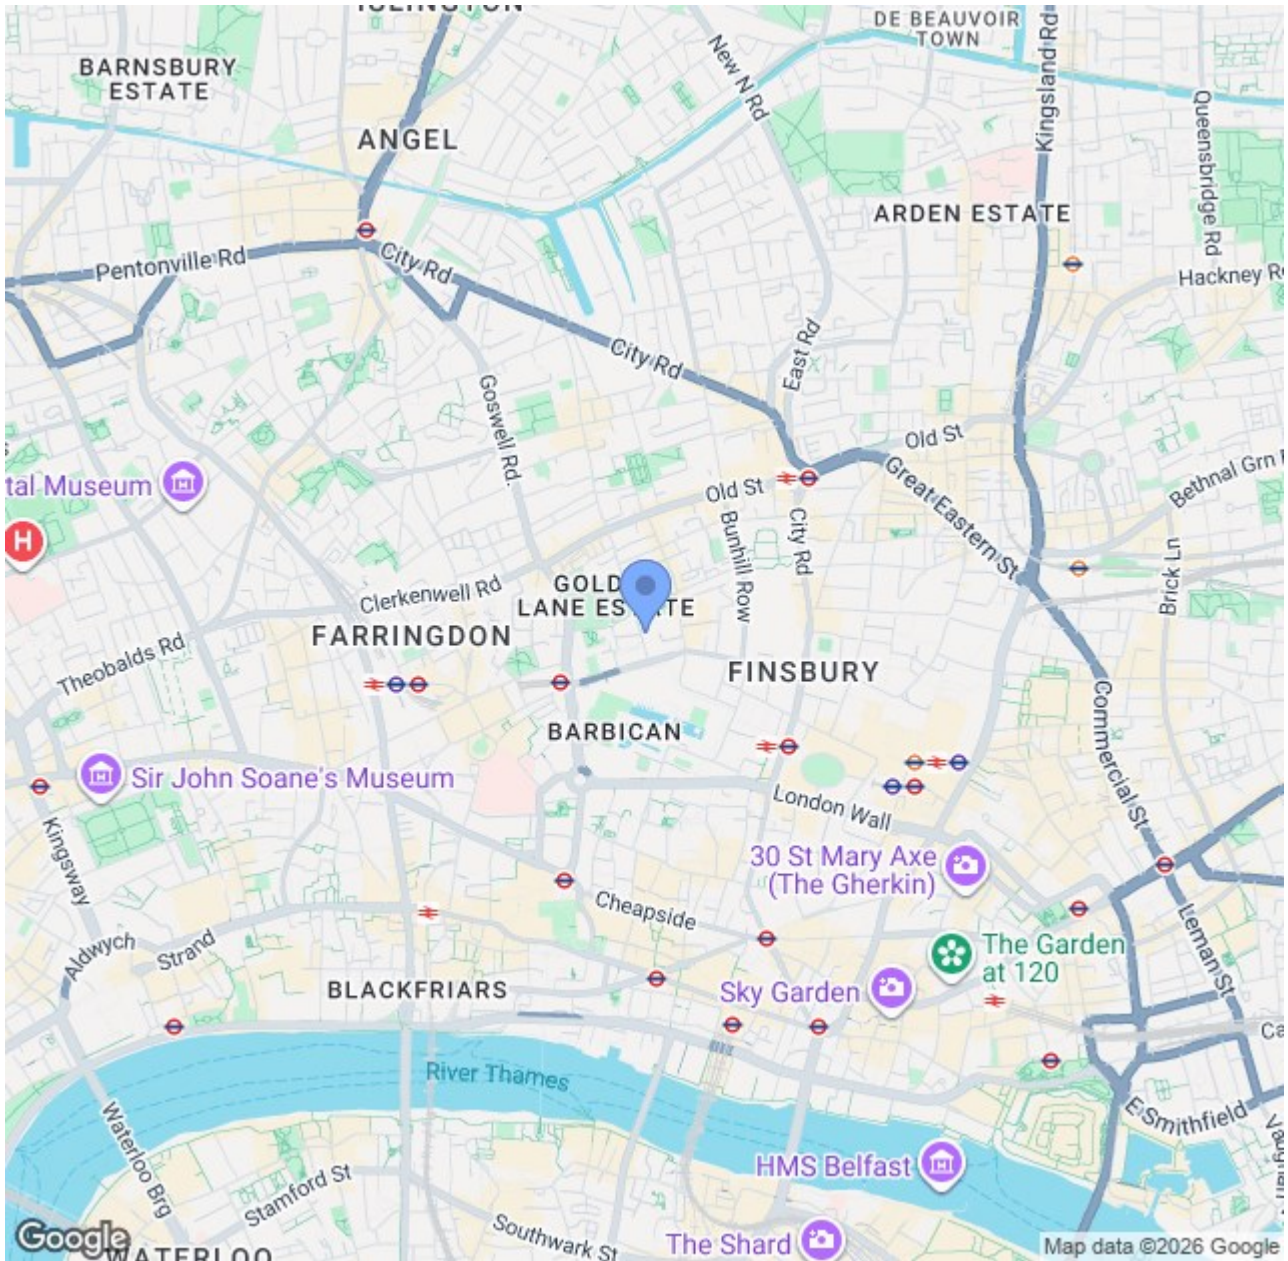 ISLINGTON
DE BEAUVOIR
TOWN
BARNSBURY
ESTATE
New N Rd
Kingsland Rd
Queensbridge Rd
ANGEL
ARDEN ESTATE
Pentonville Rd
City Rd
Hackney R
City Rd
East Rd
Goswell Rd.
Old St
Great Eastern St
Bethnal Grn
tal Museum
Old St
City Rd
Bunhill Row
Brick Ln
H
Clerkenwell Rd
GOLD
LANE ESTATE
FARRINGDON
Theobalds Rd
FINSBURY
Commercial St
BARBICAN
Sir John Soane's Museum
London Wall
Kingsway
30 St Mary Axe
(The Gherkin)
Cheapside
Leman St
Aldwych
Strand
The Garden
at 120
BLACKFRIARS
Sky Garden
Ca
River Thames
E Smithfield
Waterloo Brg
HMS Belfast
Stamford St
Southwark St
The Shard
WATERLOO
Google
Map data ©2026 Google